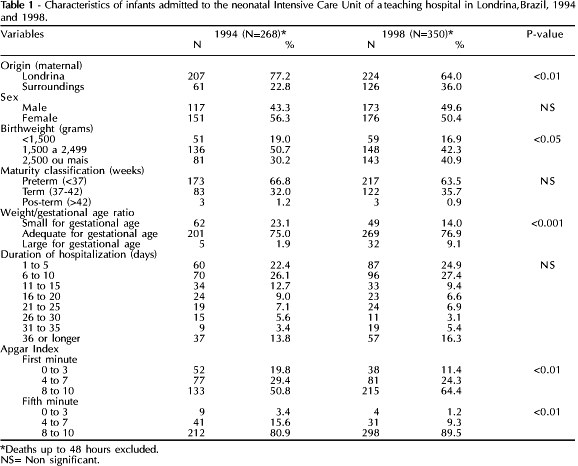 Table 1 - Characteristics of infants admitted to the neonatal Intensive Care Unit of a teaching hospital in Londrina, Brazil, 1994
and 1998.
Variables 1994 (N=268)* 1998 (N=350)* P-value
N % N %
Origin (maternal)
Londrina 207 77.2 224 64.0 <0.01
Surroundings 61 22.8 126 36.0
Sex
Male 117 43.3 173 49.6 NS
Female 151 56.3 176 50.4
Birthweight (grams)
<1,500 51 19.0 59 16.9 <0.05
1,500 a 2,499 136 50.7 148 42.3
2,500 ou mais 81 30.2 143 40.9
Maturity classification (weeks)
Preterm (<37) 173 66.8 217 63.5 NS
Term (37-42) 83 32.0 122 35.7
Pos-term (>42) 3 1.2 3 0.9
Weight/gestational age ratio
Small for gestational age 62 23.1 49 14.0 <0.001
Adequate for gestational age 201 75.0 269 76.9
Large for gestational age 5 1.9 32 9.1
Duration of hospitalization (days)
1 to 5 60 22.4 87 24.9 NS
6 to 10 70 26.1 96 27.4
11 to 15 34 12.7 33 9.4
16 to 20 24 9.0 23 6.6
21 to 25 19 7.1 24 6.9
26 to 30 15 5.6 11 3.1
31 to 35 9 3.4 19 5.4
36 or longer 37 13.8 57 16.3
Apgar Index
First minute
0 to 3 52 19.8 38 11.4 <0.01
4 to 7 77 29.4 81 24.3
8 to 10 133 50.8 215 64.4
Fifth minute
0 to 3 9 3.4 4 1.2 <0.01
4 to 7 41 15.6 31 9.3
8 to 10 212 80.9 298 89.5
*Deaths up to 48 hours excluded.
NS= Non significant.